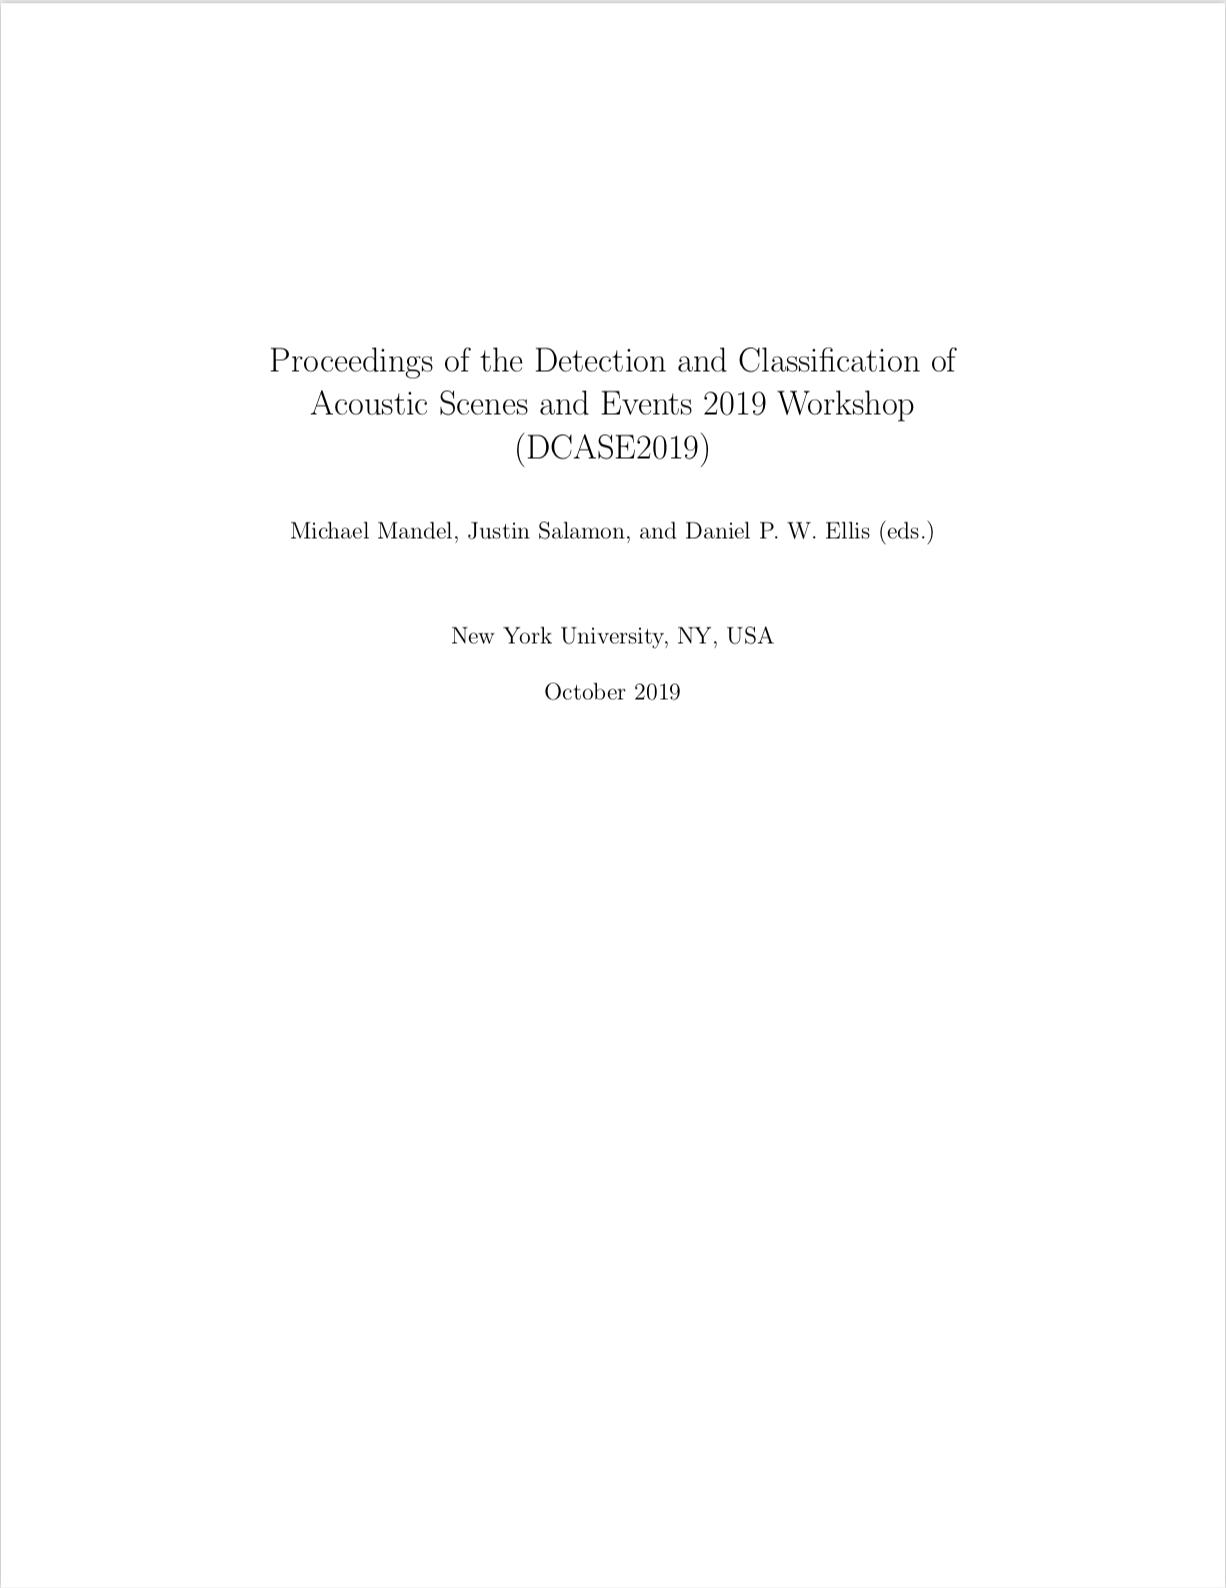 Proceedings of the Detection and Classification of
Acoustic Scenes and Events 2019 Workshop
(DCASE2019)
Michael Mandel, Justin Salamon, and Daniel P. W. Ellis (eds.)
New York University, NY, USA
October 2019